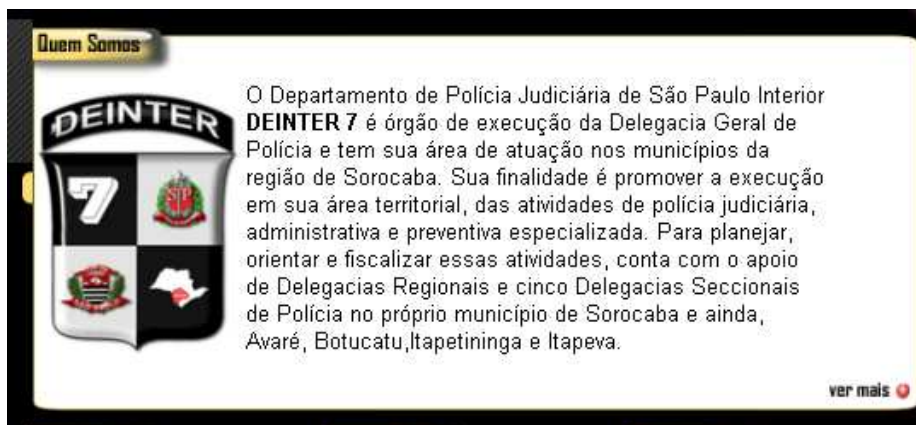 Quem Somos
DEINTER
7
SP
O Departamento de Polícia Judiciária de São Paulo Interior
DEINTER 7 é órgão de execução da Delegacia Geral de
Polícia e tem sua área de atuação nos municípios da
região de Sorocaba. Sua finalidade é promover a execução
em sua área territorial, das atividades de polícia judiciária,
administrativa e preventiva especializada. Para planejar,
orientar e fiscalizar essas atividades, conta com o apoio
de Delegacias Regionais e cinco Delegacias Seccionais
de Polícia no próprio município de Sorocaba e ainda,
Avaré, Botucatu,Itapetininga e Itapeva.
ver mais